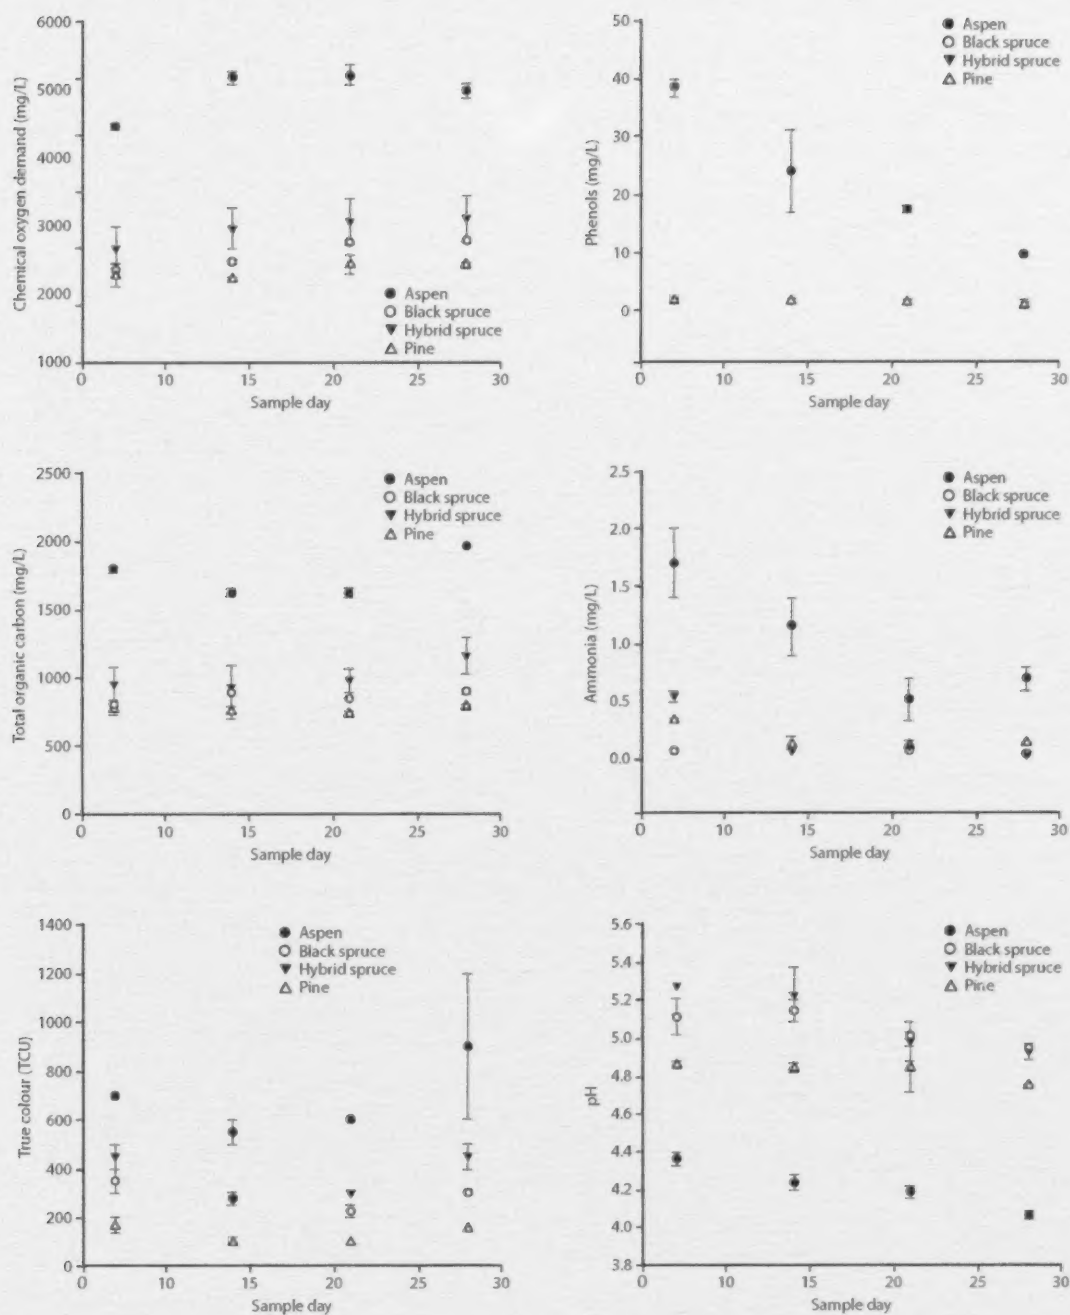 Chemical oxygen demand (mg/L)
6000
5000
4000
3000
2000
1000
Aspen
Black spruce
Hybrid spruce
Pine
0 10 15 20 25 30
Sample day
Phenols (mg/L)
50
40
30
20
10
0
Aspen
Black spruce
Hybrid spruce
Pine
0 10 15 20 25 30
Sample day
Total organic carbon (mg/L)
2500
2000
1500
1000
500
0
Aspen
Black spruce
Hybrid spruce
Pine
0 10 15 20 25 30
Sample day
Ammonia (mg/L)
2.5
2.0
1.5
1.0
0.5
0.0
Aspen
Black spruce
Hybrid spruce
Pine
0 10 15 20 25 30
Sample day
True colour (TCU)
1400
1200
1000
800
600
400
200
0
Aspen
Black spruce
Hybrid spruce
Pine
0 10 15 20 25 30
Sample day
pH
5.6
5.4
5.2
5.0
4.8
4.4
4.2
4.0
3.8
Aspen
Black spruce
Hybrid spruce
Pine
0 10 15 20 25 30
Sample day